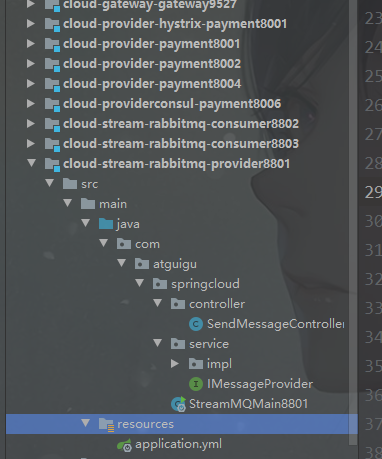 cloud-gateway-gateway9527
cloud-provider-hystrix-payment8001
cloud-provider-payment8001
cloud-provider-payment8002
cloud-provider-payment8004
cloud-providerconsul-payment8006
cloud-stream-rabbitmq-consumer8802
cloud-stream-rabbitmq-consumer8803
cloud-stream-rabbitmq-provider8801
src
main
java
com
atguigu
springcloud
controller
SendMessageController
service
impl
IMessageProvider
StreamMQMain8801
resources
application.yml
23
24
25
26
27
28
29
30
31
32
33
34
35
36
37
38